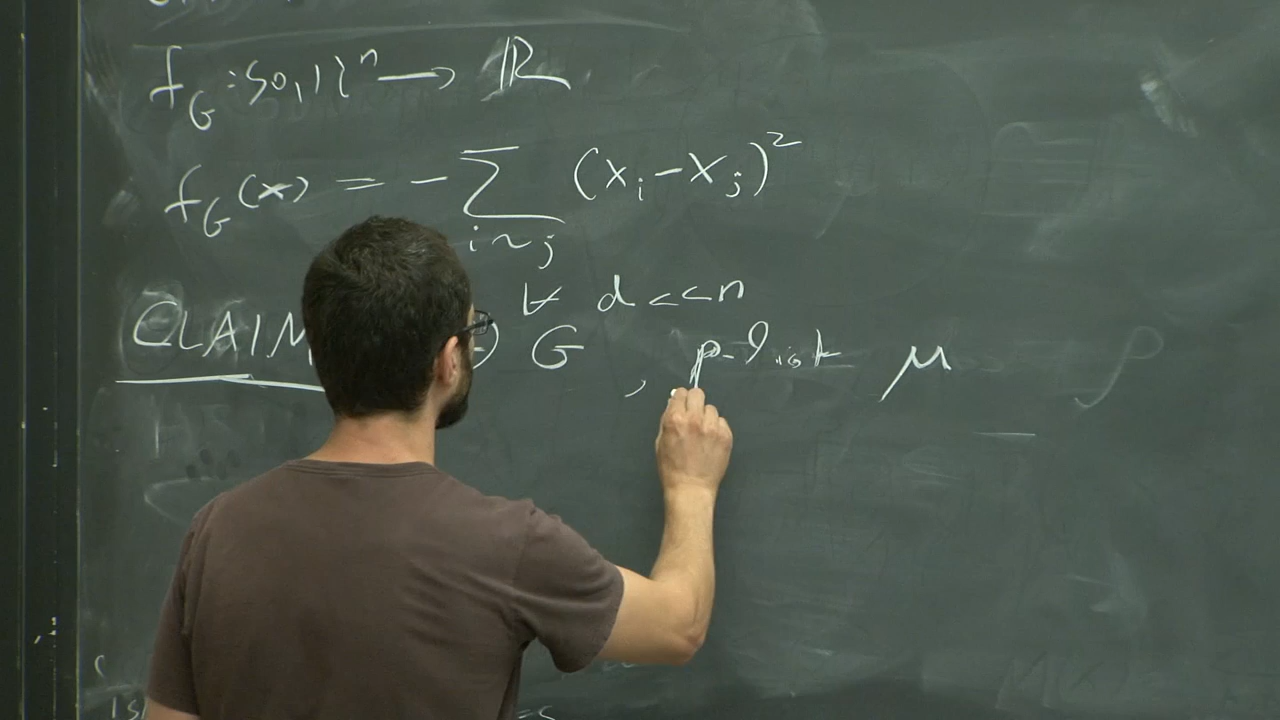 f_G : {0,1}^n → ℝ
f_G(x) = - ∑_{i∼j} (x_i - x_j)^2
∀ d << n
CLAIM G , p-dist μ